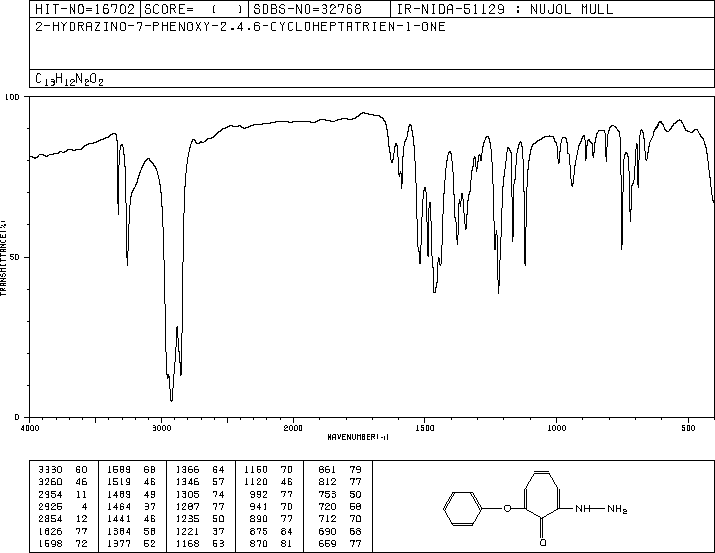 HIT-NO=16702 SCORE= ( ) SDBS-NO=32768 IR-NIDA-51129 : NUJOL MULL
2-HYDRAZINO-7-PHENOXY-2.4.6-CYCLOHEPTATRIEN-1-ONE
C13H12N2O2
100
50
0
TRANSMITTANCE(%)
4000 3000 2000 1500 1000 500
WAVENUMBER(-1)
3330 60 1589 68 1366 64 1160 70 861 79
3260 46 1519 46 1346 57 1120 46 812 77
2954 11 1489 49 1305 74 992 77 753 50
2925 4 1464 37 1287 77 941 70 720 58
2854 12 1441 46 1235 50 890 77 712 70
1626 77 1384 58 1221 37 875 84 690 68
1598 72 1377 52 1168 53 870 81 659 77
O NH NH2
O